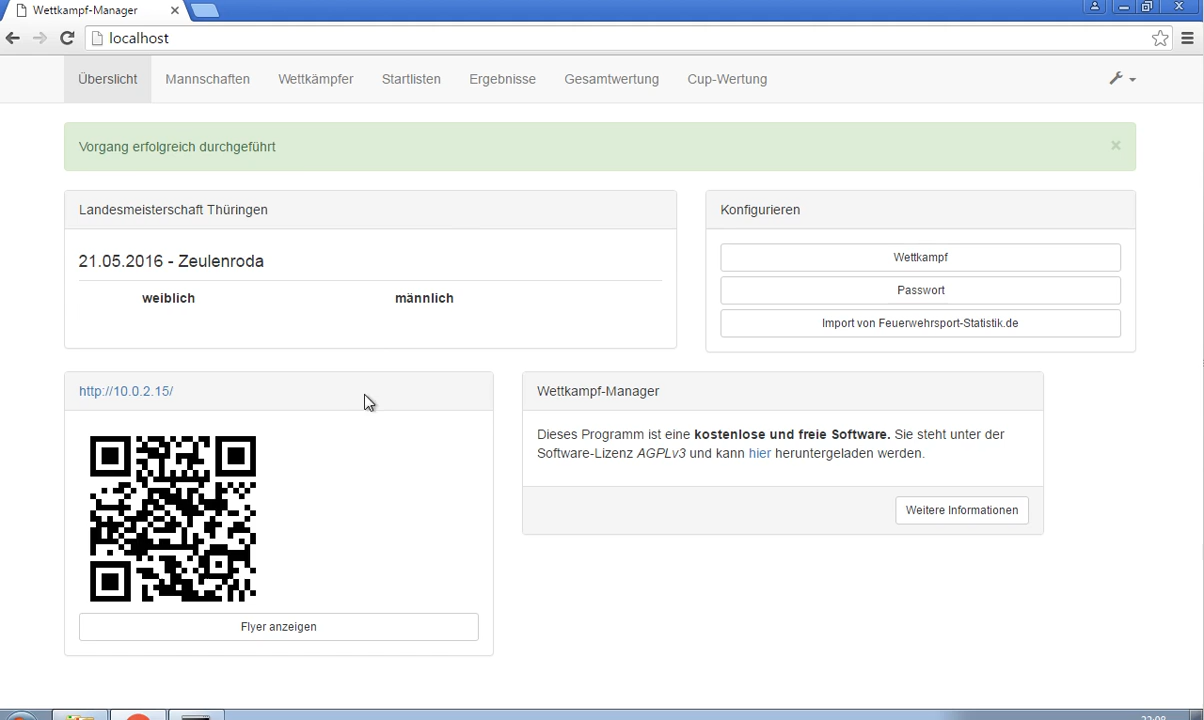 Wettkampf-Manager
localhost
Überslicht Mannschaften Wettkämpfer Startlisten Ergebnisse Gesamtwertung Cup-Wertung
Vorgang erfolgreich durchgeführt ×
Landesmeisterschaft Thüringen
21.05.2016 - Zeulenroda
weiblich männlich
Konfigurieren
Wettkampf
Passwort
Import von Feuerwehrsport-Statistik.de
http://10.0.2.15/
Flyer anzeigen
Wettkampf-Manager
Dieses Programm ist eine kostenlose und freie Software. Sie steht unter der
Software-Lizenz AGPLv3 und kann hier heruntergeladen werden.
Weitere Informationen